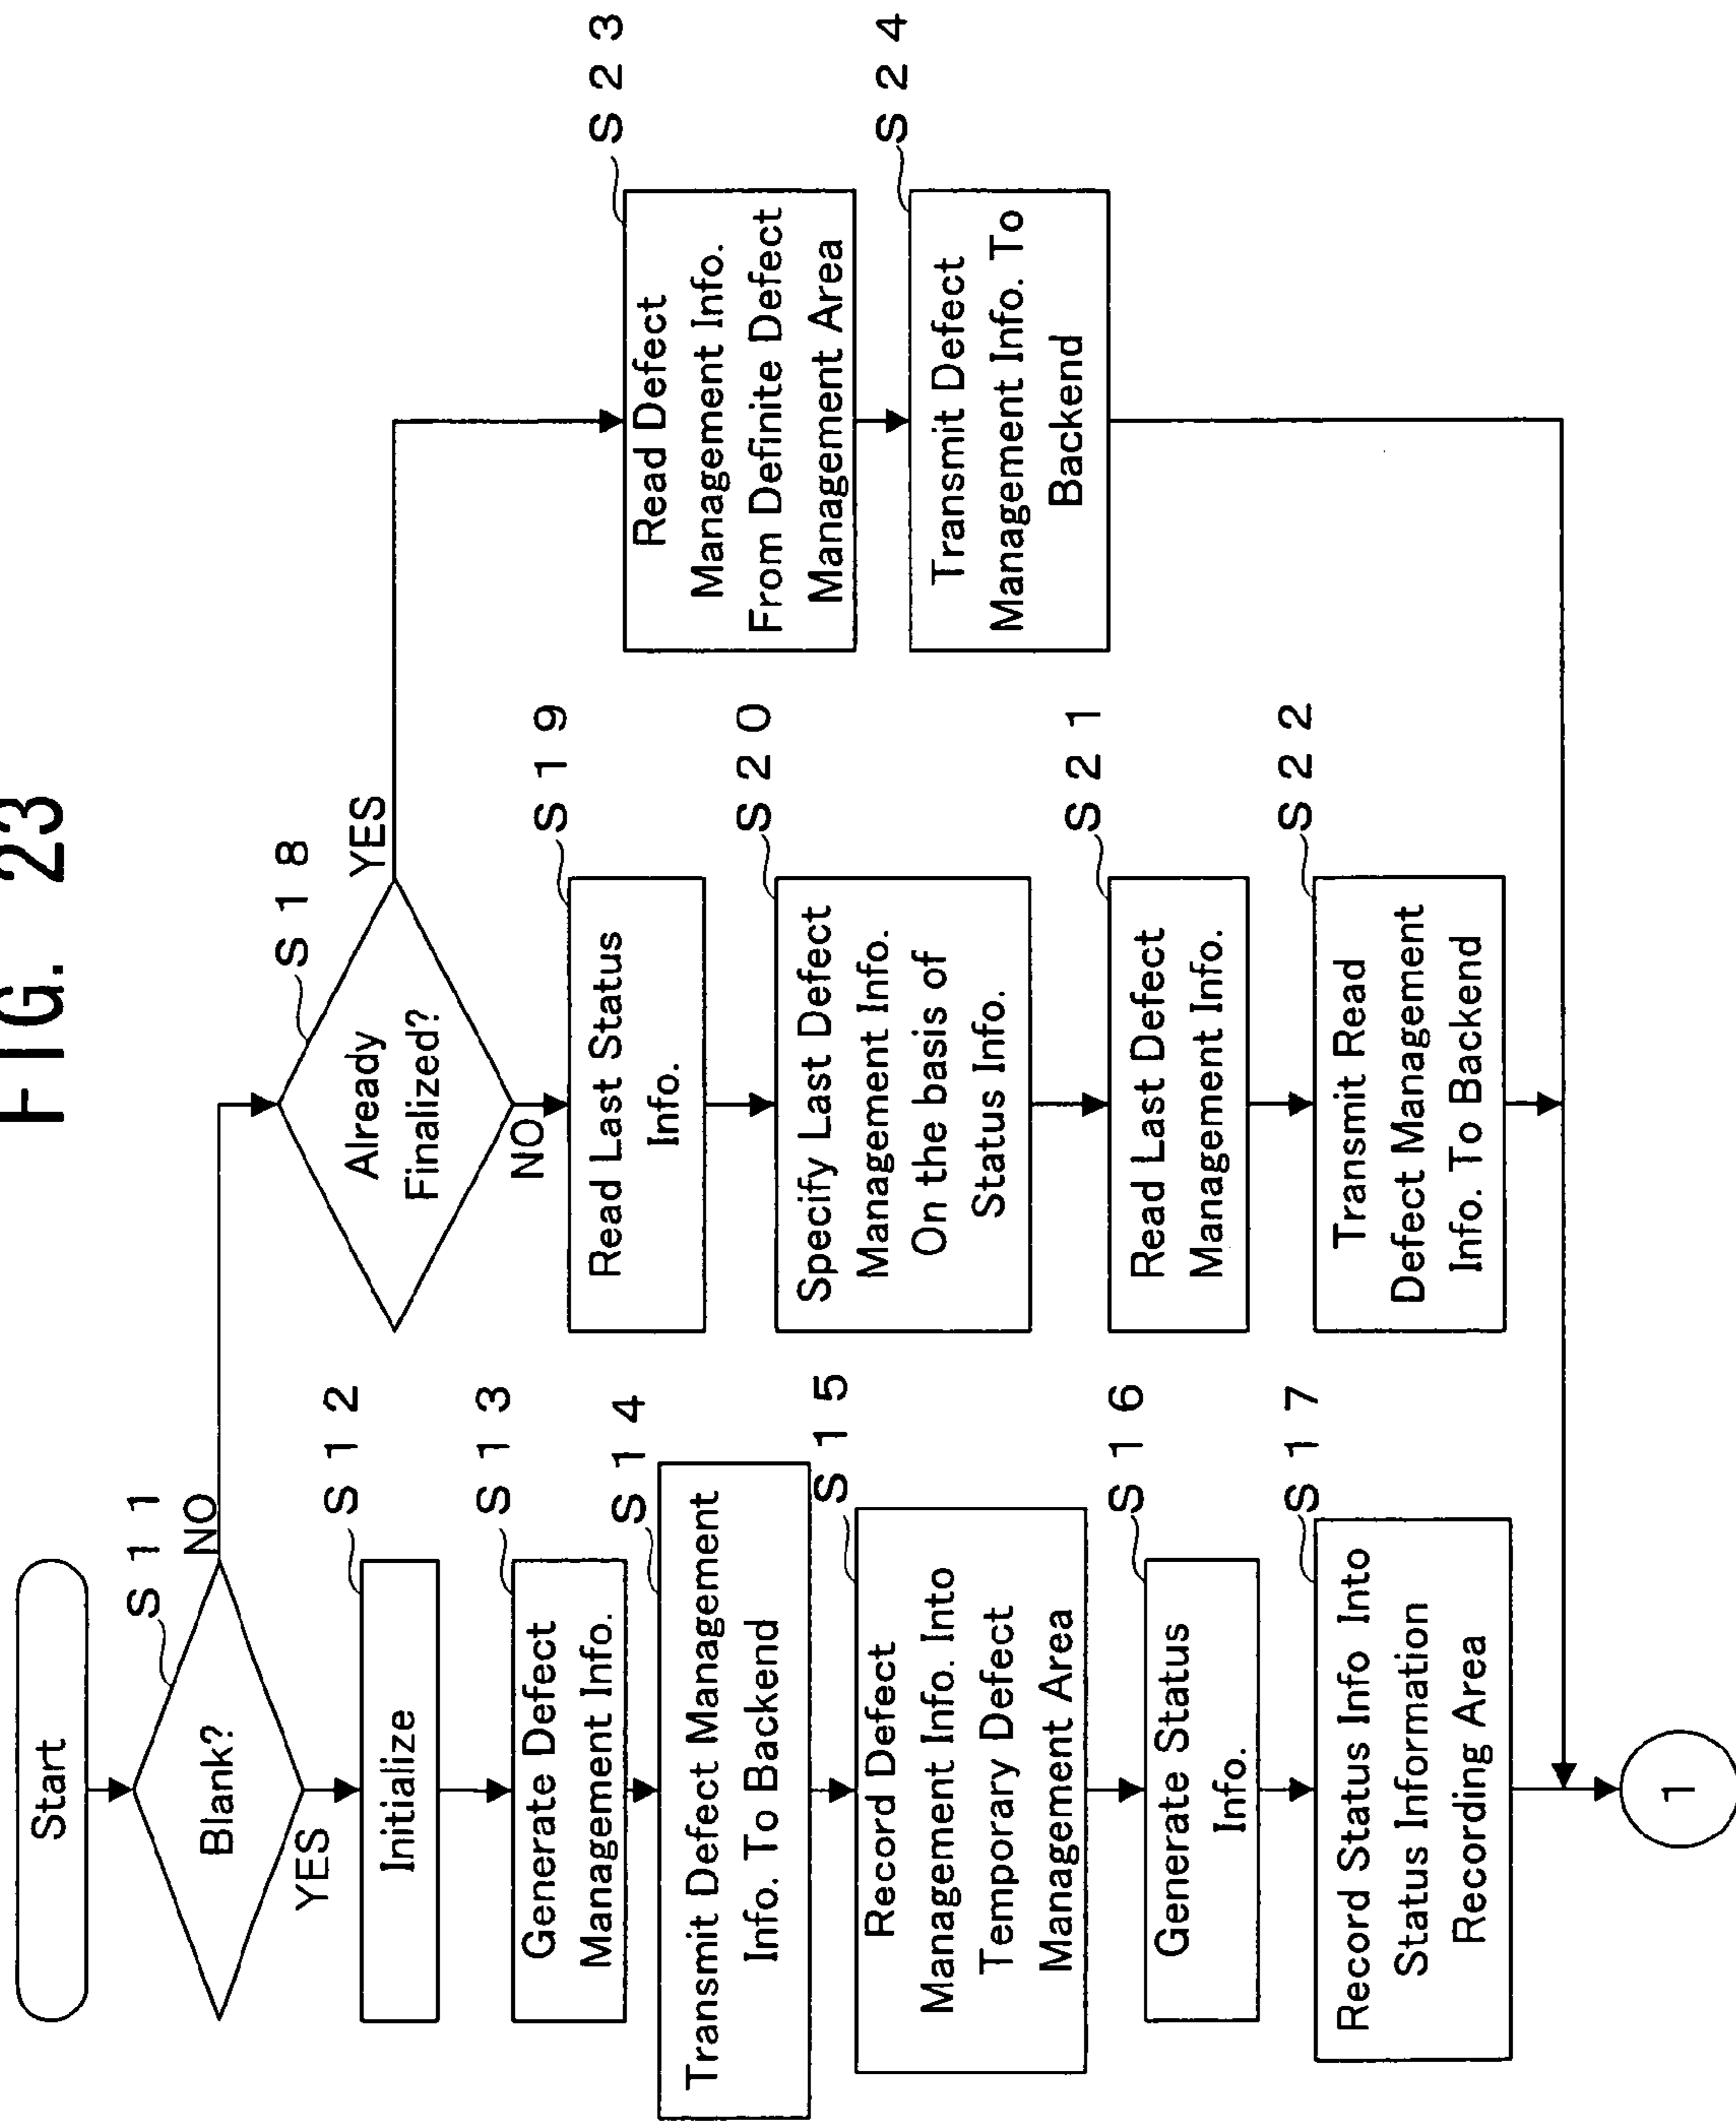 FIG. 23
Start
S11
Blank?
NO
YES
S12
Initialize
S13
Generate Defect
Management Info.
S14
Transmit Defect Management
Info. To Backend
S15
Record Defect
Management Info. Into
Temporary Defect
Management Area
S16
Generate Status
Info.
S17
Record Status Info Into
Status Information
Recording Area
S18
Already
Finalized?
YES
NO
S19
Read Last Status
Info.
S20
Specify Last Defect
Management Info.
On the basis of
Status Info.
S21
Read Last Defect
Management Info.
S22
Transmit Read
Defect Management
Info. To Backend
S23
Read Defect
Management Info.
From Definite Defect
Management Area
S24
Transmit Defect
Management Info. To
Backend
1